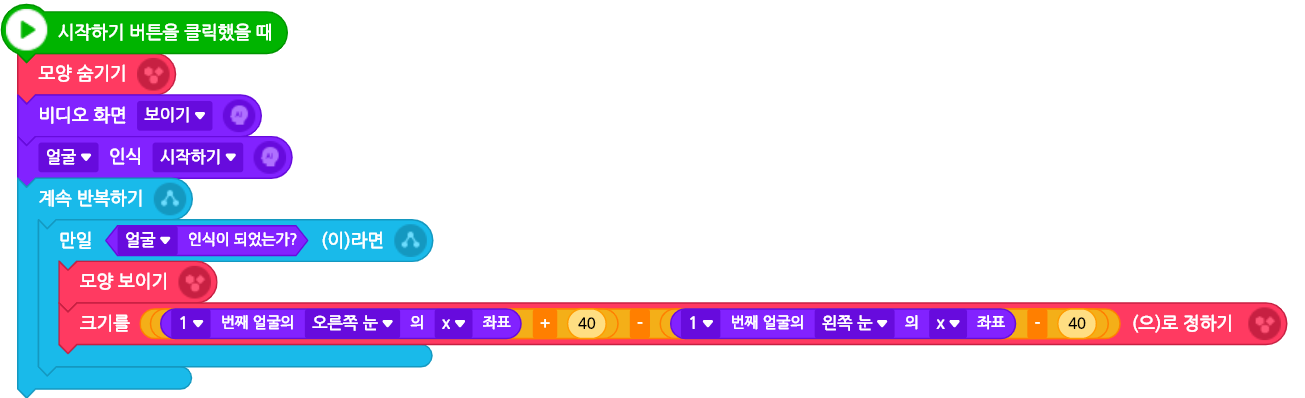 시작하기 버튼을 클릭했을 때
모양 숨기기
비디오 화면 보이기
얼굴 인식 시작하기
계속 반복하기
만일 얼굴 인식이 되었는가? (이)라면
모양 보이기
크기를 1 번째 얼굴의 오른쪽 눈 의 x 좌표 + 40 - 1 번째 얼굴의 왼쪽 눈 의 x 좌표 - 40 (으)로 정하기